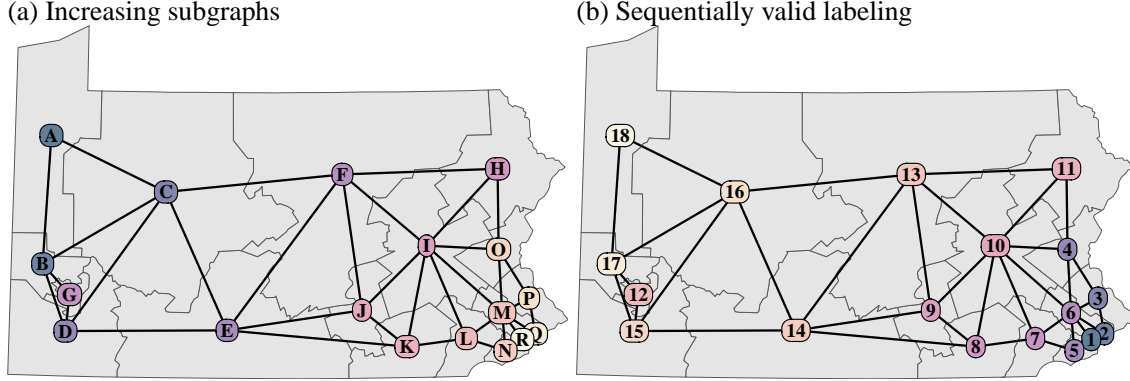 (a) Increasing subgraphs
A
C
F
H
B
I
O
G
P
J
M
D
E
L
R
Q
K
N
(b) Sequentially valid labeling
18
16
13
11
17
10
4
12
3
9
6
15
14
7
1
2
8
5